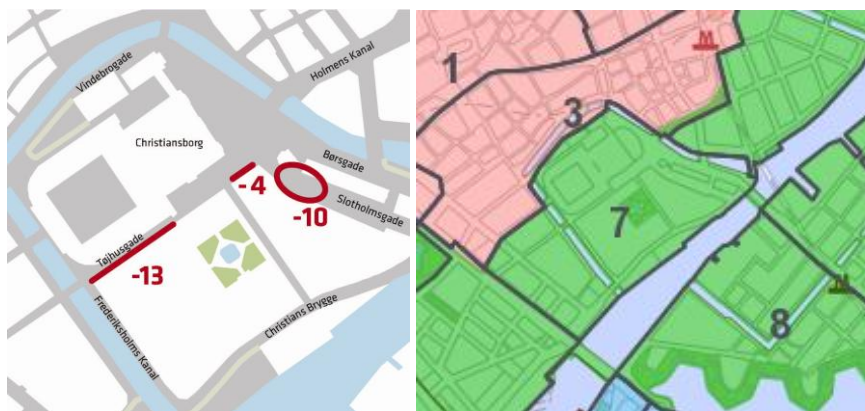 Vindebrogade
Holmens Kanal
Christiansborg
Børsgade
- 4
Slotholmsgade
-10
Tøjhusgade
-13
Frederiksholms Kanal
Christians Brygge
1
M
3
7
8
M